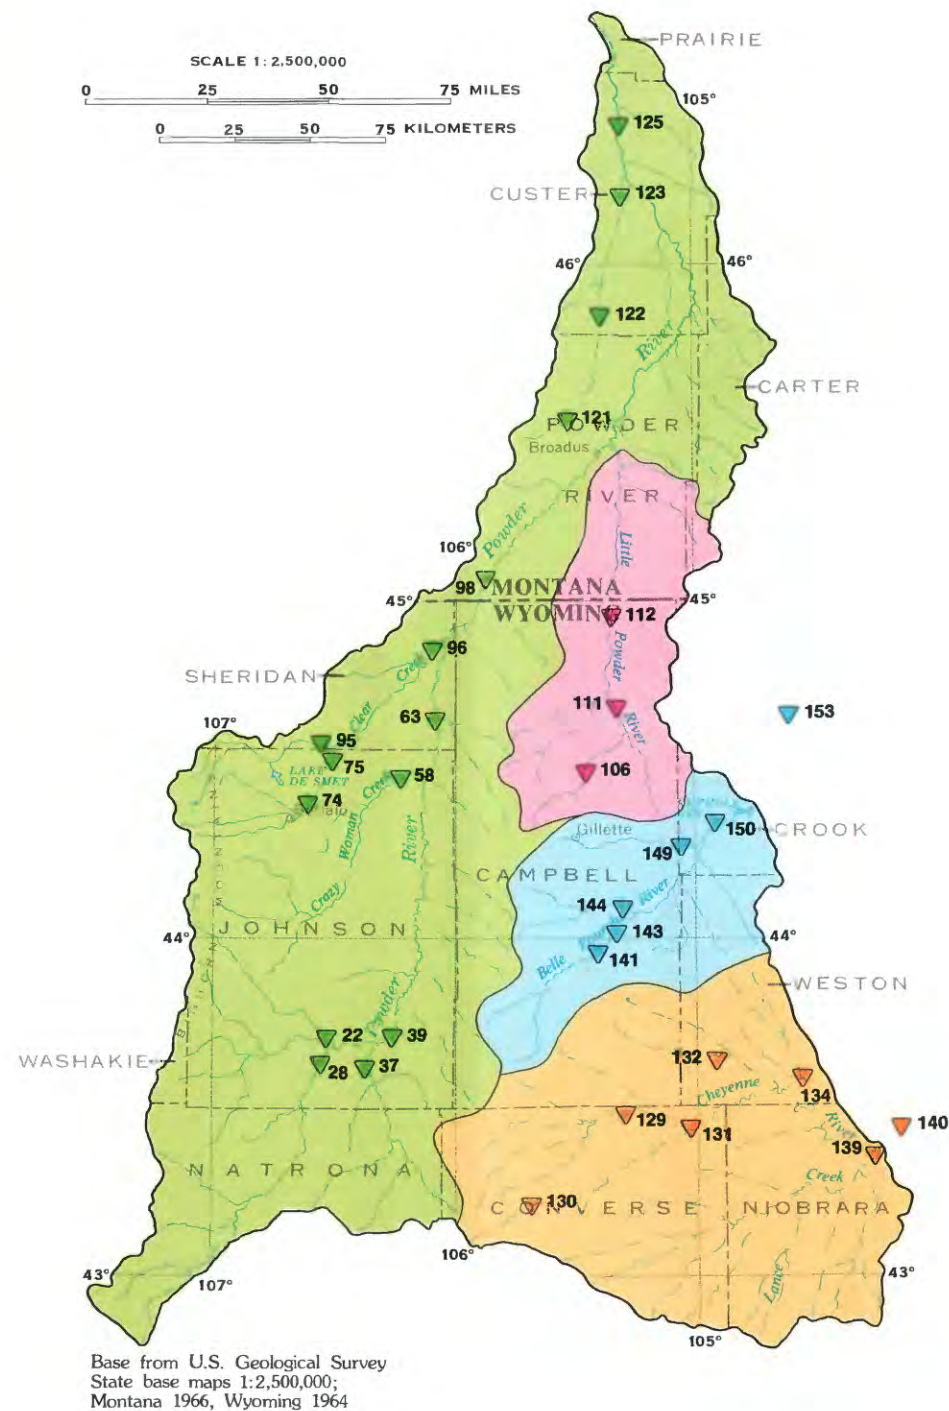 PRAIRIE
SCALE 1:2,500,000
0 25 50 75 MILES
0 25 50 75 KILOMETERS
105°
125
CUSTER
123
46°
46°
122
River
CARTER
121
POWDER
Broadus
RIVER
Powder
Little
106°
98
MONTANA
45°
45°
WYOMING
112
Powder
96
Creek
SHERIDAN
Clear
63
111
River
153
107°
95
75
LAKE DE SMET
58
Creek
106
74
Woman
River
Gillette
150
CROOK
149
CAMPBELL
Crazy
144
River
JOHNSON
143
44°
44°
141
Belle
WESTON
Powder
22
39
WASHAKIE
28
37
132
134
Cheyenne
129
131
River
140
139
NATRONA
Creek
130
CONVERSE
NIOBRARA
106°
43°
107°
43°
Lance
105°
Base from U.S. Geological Survey
State base maps 1:2,500,000;
Montana 1966, Wyoming 1964